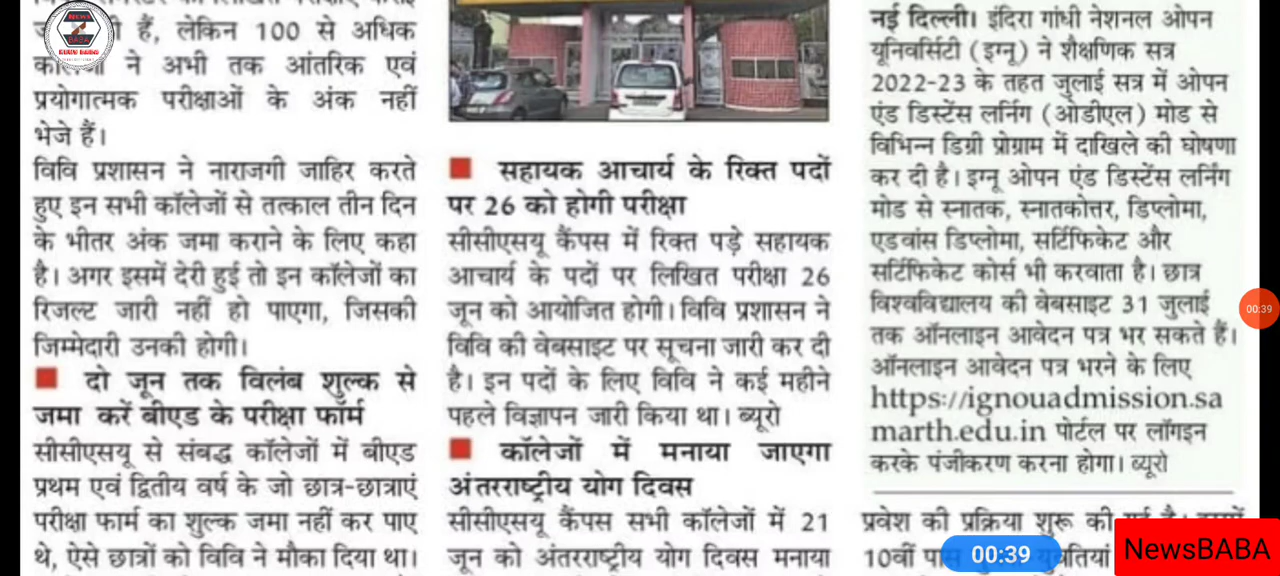 हैं, लेकिन 100 से अधिक
ने अभी तक आंतरिक एवं
प्रयोगात्मक परीक्षाओं के अंक नहीं
भेजे हैं।
विवि प्रशासन ने नाराजगी जाहिर करते
हुए इन सभी कॉलेजों से तत्काल तीन दिन
के भीतर अंक जमा कराने के लिए कहा
है। अगर इसमें देरी हुई तो इन कॉलेजों का
रिजल्ट जारी नहीं हो पाएगा, जिसकी
जिम्मेदारी उनकी होगी।
दो जून तक विलंब शुल्क से
जमा करें बीएड के परीक्षा फॉर्म
सीसीएसयू से संबद्ध कॉलेजों में बीएड
प्रथम एवं द्वितीय वर्ष के जो छात्र-छात्राएं
परीक्षा फार्म का शुल्क जमा नहीं कर पाए
थे, ऐसे छात्रों को विवि ने मौका दिया था।
सहायक आचार्य के रिक्त पदों
पर 26 को होगी परीक्षा
सीसीएसयू कैंपस में रिक्त पड़े सहायक
आचार्य के पदों पर लिखित परीक्षा 26
जून को आयोजित होगी। विवि प्रशासन ने
विवि की वेबसाइट पर सूचना जारी कर दी
है। इन पदों के लिए विवि ने कई महीने
पहले विज्ञापन जारी किया था। ब्यूरो
कॉलेजों में मनाया जाएगा
अंतरराष्ट्रीय योग दिवस
सीसीएसयू कैंपस सभी कॉलेजों में 21
जून को अंतरराष्ट्रीय योग दिवस मनाया
नई दिल्ली। इंदिरा गांधी नेशनल ओपन
यूनिवर्सिटी (इग्नू) ने शैक्षणिक सत्र
2022-23 के तहत जुलाई सत्र में ओपन
एंड डिस्टेंस लर्निंग (ओडीएल) मोड से
विभिन्न डिग्री प्रोग्राम में दाखिले की घोषणा
कर दी है। इग्नू ओपन एंड डिस्टेंस लर्निंग
मोड से स्नातक, स्नातकोत्तर, डिप्लोमा,
एडवांस डिप्लोमा, सर्टिफिकेट और
सर्टिफिकेट कोर्स भी करवाता है। छात्र
विश्वविद्यालय की वेबसाइट 31 जुलाई
तक ऑनलाइन आवेदन पत्र भर सकते हैं।
ऑनलाइन आवेदन पत्र भरने के लिए
https://ignouadmission.sa
marth.edu.in पोर्टल पर लॉगइन
करके पंजीकरण करना होगा। ब्यूरो
प्रवेश की प्रक्रिया शुरू की
10वीं
00:39
00:39
NewsBABA
News
BABA